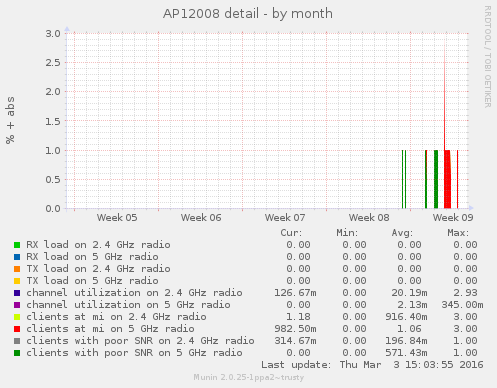 AP12008 detail - by month
RRDTOOL / TOBI OETIKER
% + abs
3.0
2.5
2.0
1.5
1.0
0.5
0.0
Week 05 Week 06 Week 07 Week 08 Week 09
Cur: Min: Avg: Max:
RX load on 2.4 GHz radio 0.00 0.00 0.00 0.00
RX load on 5 GHz radio 0.00 0.00 0.00 0.00
TX load on 2.4 GHz radio 0.00 0.00 0.00 0.00
TX load on 5 GHz radio 0.00 0.00 0.00 0.00
channel utilization on 2.4 GHz radio 126.67m 0.00 20.19m 2.93
channel utilization on 5 GHz radio 0.00 0.00 2.13m 345.00m
clients at mi on 2.4 GHz radio 1.18 0.00 916.40m 3.00
clients at mi on 5 GHz radio 982.50m 0.00 1.06 3.00
clients with poor SNR on 2.4 GHz radio 314.67m 0.00 196.84m 1.00
clients with poor SNR on 5 GHz radio 0.00 0.00 571.43m 1.00
Last update: Thu Mar 3 15:03:55 2016
Munin 2.0.25-1ppa2~trusty